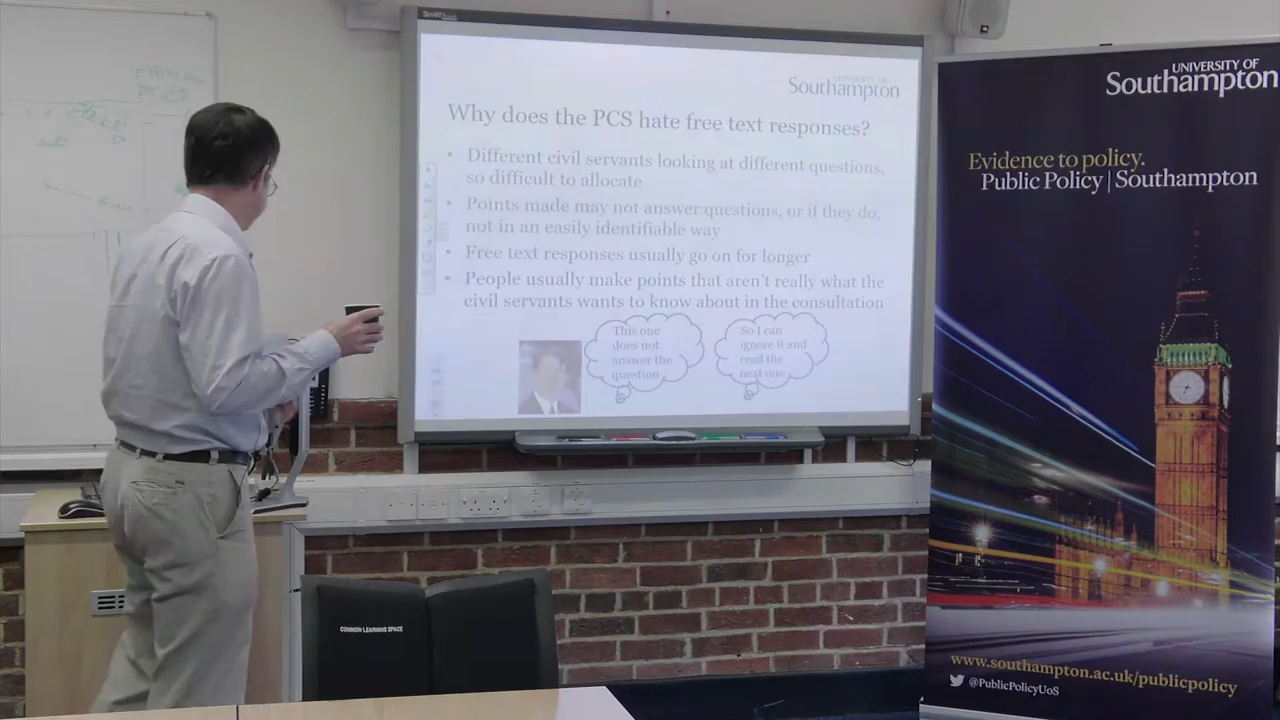 UNIVERSITY OF
Southampton
Why does the PCS hate free text responses?
• Different civil servants looking at different questions,
so difficult to allocate
• Points made may not answer questions, or if they do,
not in an easily identifiable way
• Free text responses usually go on for longer
• People usually make points that aren't really what the
civil servants wants to know about in the consultation
This one
does not
answer the
question
So I can
ignore it and
read the
next one
COMMON LEARNING SPACE
UNIVERSITY OF
Southampton
Evidence to policy.
Public Policy | Southampton
www.southampton.ac.uk/publicpolicy
@PublicPolicyUoS